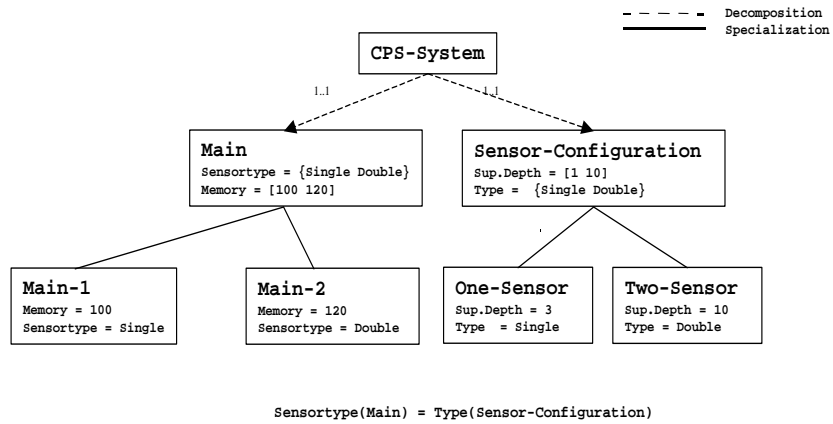 Decomposition
Specialization
CPS-System
1..1
1..1
Main
Sensortype = {Single Double}
Memory = [100 120]
Sensor-Configuration
Sup.Depth = [1 10]
Type = {Single Double}
Main-1
Memory = 100
Sensortype = Single
Main-2
Memory = 120
Sensortype = Double
One-Sensor
Sup.Depth = 3
Type = Single
Two-Sensor
Sup.Depth = 10
Type = Double
Sensortype(Main) = Type(Sensor-Configuration)